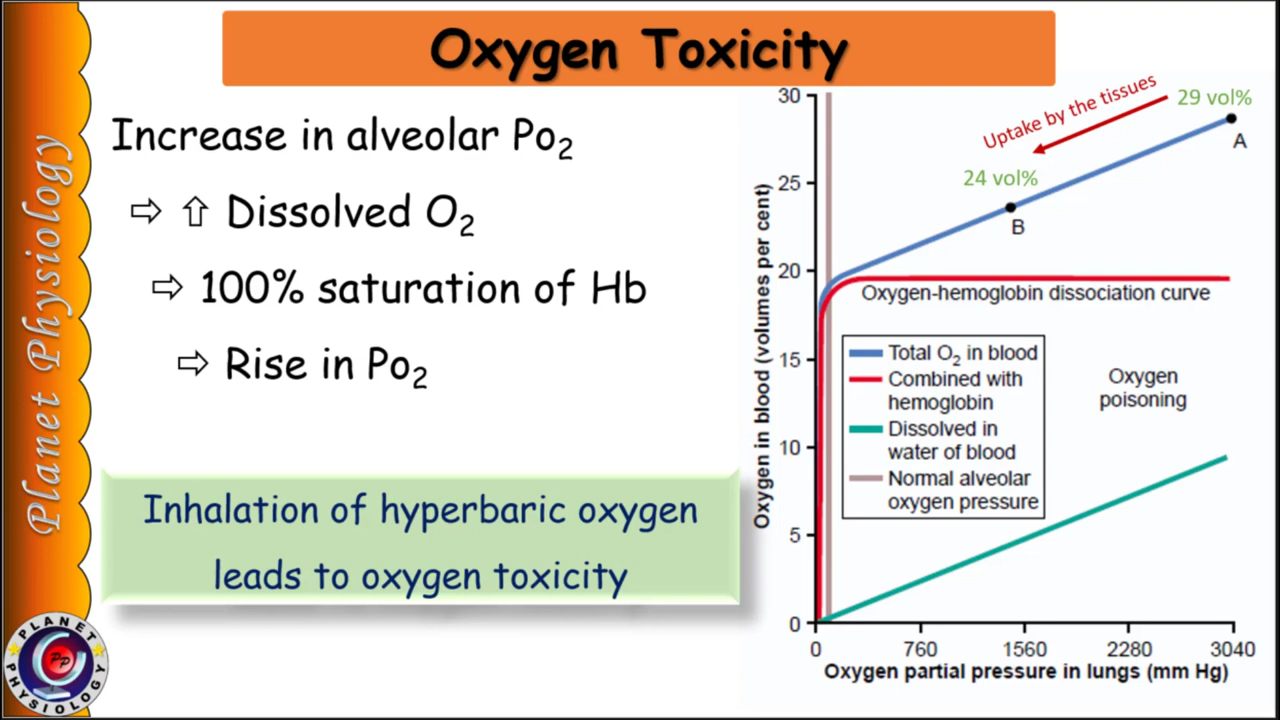 Oxygen Toxicity
Planet Physiology
Increase in alveolar Po₂
⇨ ⇧ Dissolved O₂
⇨ 100% saturation of Hb
⇨ Rise in Po₂
Inhalation of hyperbaric oxygen
leads to oxygen toxicity
PLANET
PP
PHYSIOLOGY
Oxygen in blood (volumes per cent)
30
25
20
15
10
5
0
Uptake by the tissues
29 vol%
A
24 vol%
B
Oxygen-hemoglobin dissociation curve
Total O₂ in blood
Combined with
hemoglobin
Dissolved in
water of blood
Normal alveolar
oxygen pressure
Oxygen
poisoning
0 760 1560 2280 3040
Oxygen partial pressure in lungs (mm Hg)